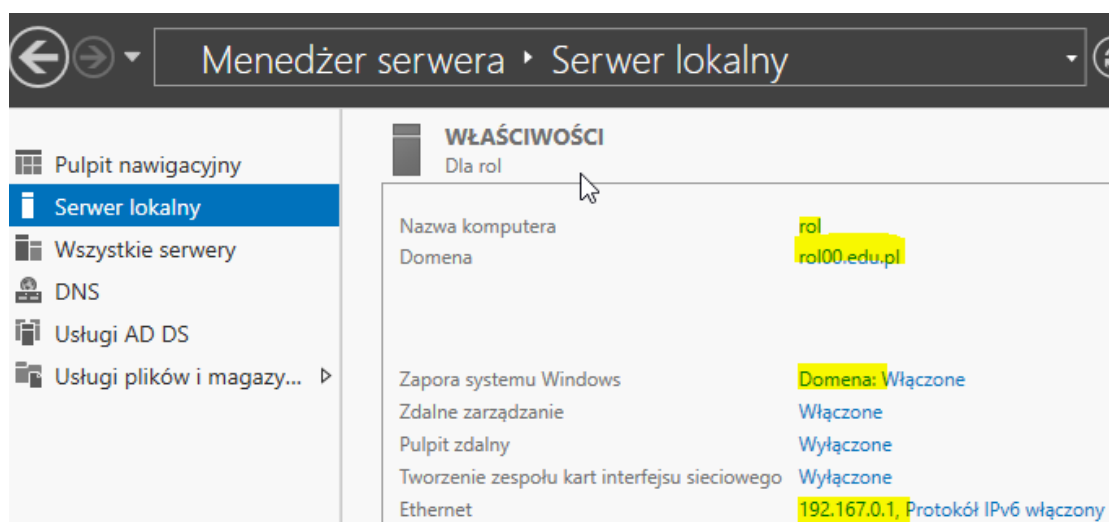 Menedżer serwera ‣ Serwer lokalny
Pulpit nawigacyjny
Serwer lokalny
Wszystkie serwery
DNS
Usługi AD DS
Usługi plików i magazy...
WŁAŚCIWOŚCI
Dla rol
Nazwa komputera rol
Domena rol00.edu.pl
Zapora systemu Windows Domena: Włączone
Zdalne zarządzanie Włączone
Pulpit zdalny Wyłączone
Tworzenie zespołu kart interfejsu sieciowego Wyłączone
Ethernet 192.167.0.1, Protokół IPv6 włączony